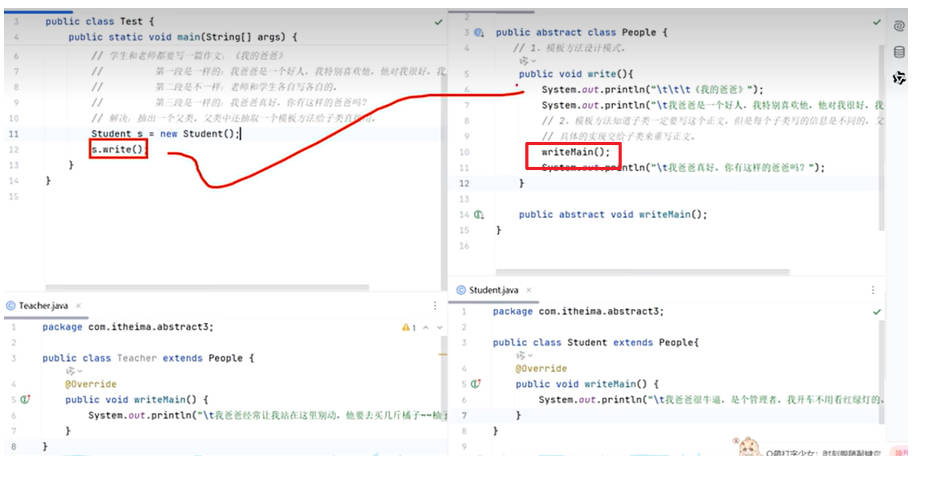 3 public class Test {
4 public static void main(String[] args) {
6 // 学生和老师都要写一篇作文：《我的爸爸》
7 // 第一段是一样的：我爸爸是一个好人，我特别喜欢他，他对我很好，我
8 // 第二段是不一样：老师和学生各自写各自的。
9 // 第三段是一样的：我爸爸真好，你有这样的爸爸吗？
10 // 解决：抽出一个父类。父类中还抽取一个模板方法给子类直
11 Student s = new Student();
12 s.write();
13 }
14 }
15
2
3 public abstract class People {
4 // 1、模板方法设计模式。
5 public void write(){
6 System.out.println("\t\t\t《我的爸爸》");
7 System.out.println("\t我爸爸是一个好人，我特别喜欢他，他对我很好，我
8 // 2、模板方法知道子类一定要写这个正文，但是每个子类写的信息是不同的，父
9 // 具体的实现交给子类来重写正文。
10 writeMain();
11 System.out.println("\t我爸爸真好，你有这样的爸爸吗？");
12 }
13
14 public abstract void writeMain();
15 }
16
Teacher.java
1 package com.itheima.abstract3;
1
2
3 public class Teacher extends People {
4 @Override
5 public void writeMain() {
6 System.out.println("\t我爸爸经常让我站在这里别动，他要去买几斤橘子~~柚子
7 }
8 }
Student.java
1 package com.itheima.abstract3;
2
3 public class Student extends People{
4 @Override
5 public void writeMain() {
6 System.out.println("\t我爸爸很牛逼，是个管理者，我开车不用看红绿灯的，
7 }
8 }
9